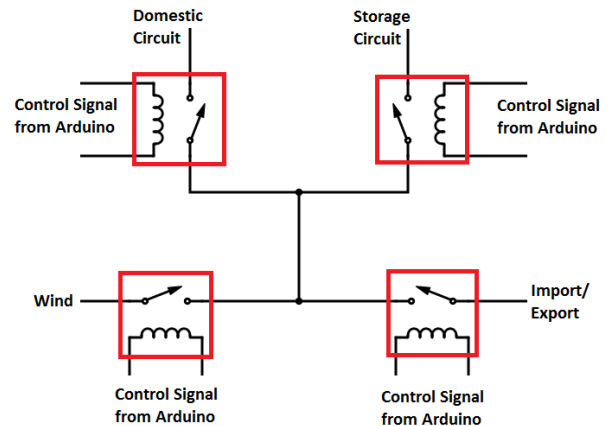 Domestic
Circuit
Storage
Circuit
Control Signal
from Arduino
Control Signal
from Arduino
Wind
Import/
Export
Control Signal
from Arduino
Control Signal
from Arduino